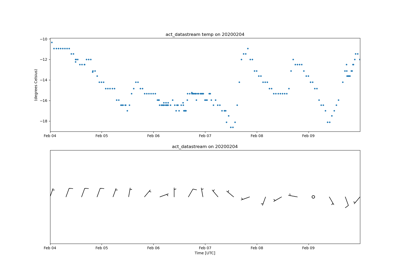 act_datastream temp on 20200204
(degrees Celsius)
−10
−12
−14
−16
−18
Feb 04
Feb 05
Feb 06
Feb 07
Feb 08
Feb 09
act_datastream on 20200204
Feb 04
Feb 05
Feb 06
Feb 07
Feb 08
Feb 09
Time [UTC]